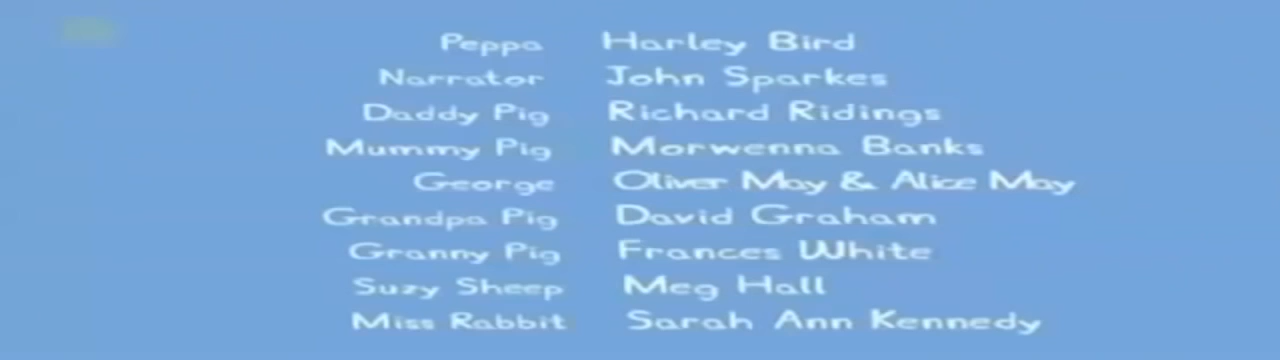 Peppa Harley Bird
Narrator John Sparkes
Daddy Pig Richard Ridings
Mummy Pig Morwenna Banks
George Oliver May & Alice May
Grandpa Pig David Graham
Granny Pig Frances White
Suzy Sheep Meg Hall
Miss Rabbit Sarah Ann Kennedy